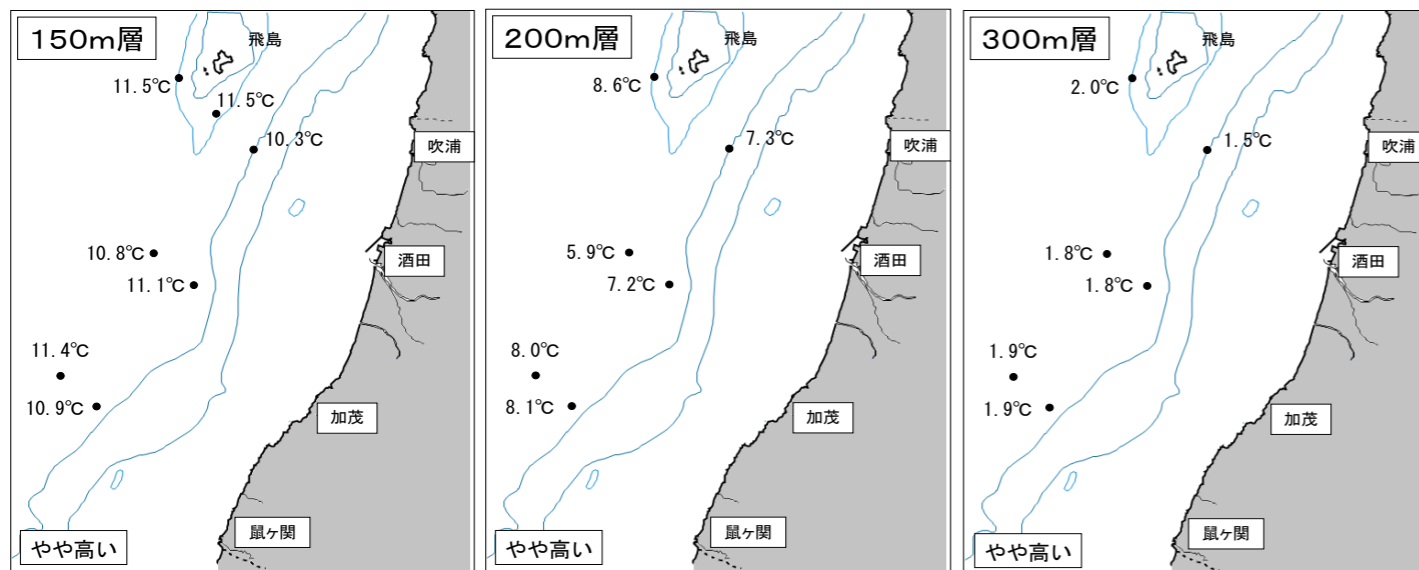 150m層
飛島
11.5℃
11.5℃
10.3℃
吹浦
10.8℃
酒田
11.1℃
11.4℃
10.9℃
加茂
鼠ヶ関
やや高い
200m層
飛島
8.6℃
7.3℃
吹浦
5.9℃
酒田
7.2℃
8.0℃
8.1℃
加茂
鼠ヶ関
やや高い
300m層
飛島
2.0℃
1.5℃
吹浦
1.8℃
酒田
1.8℃
1.9℃
1.9℃
加茂
鼠ヶ関
やや高い